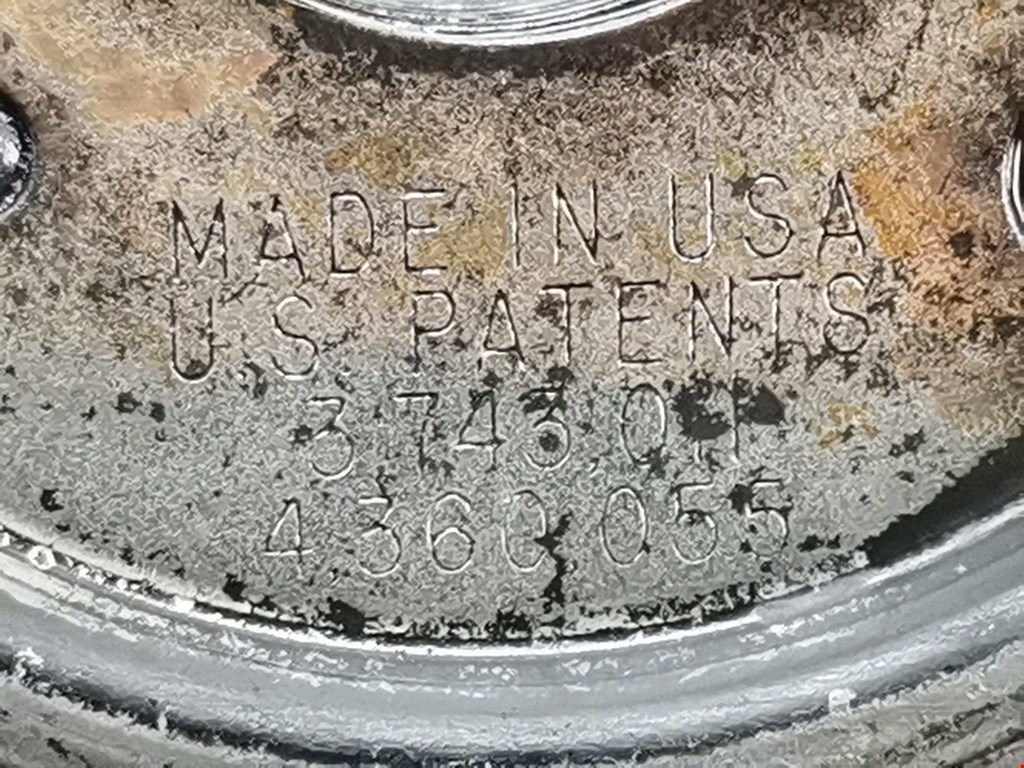 MADE IN USA
U.S. PATENTS
4,360,055